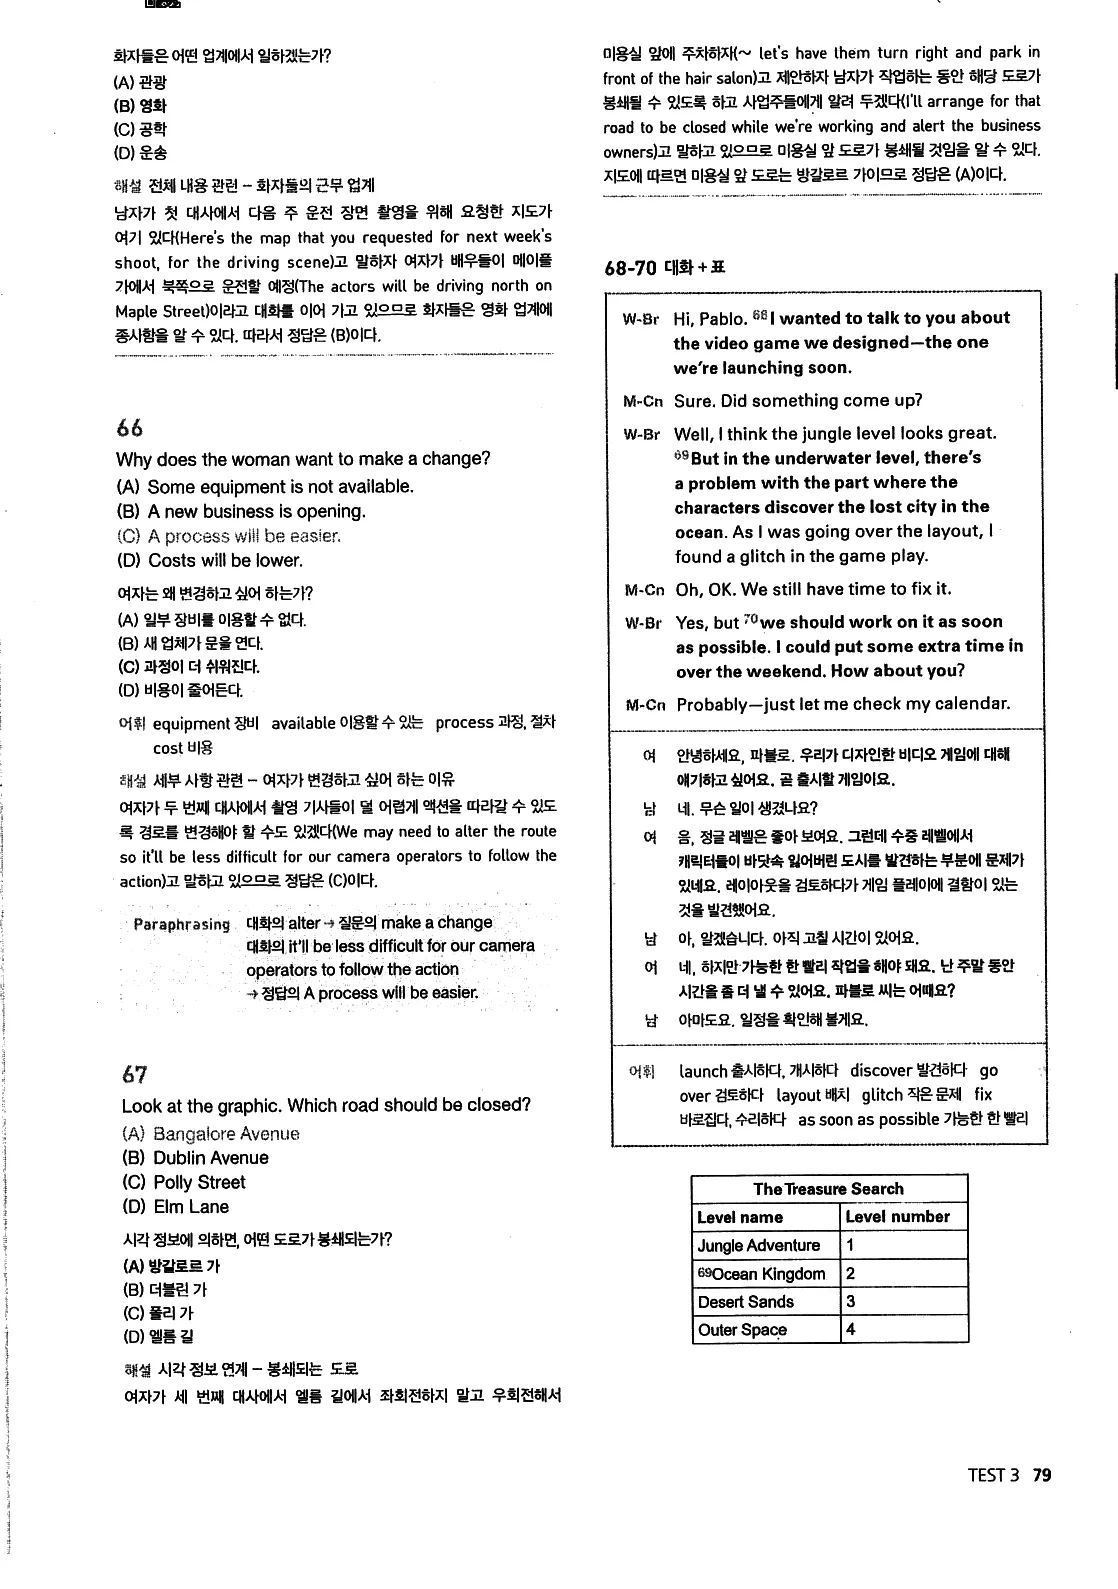 화자들은 어떤 업계에서 일하겠는가?
(A) 관광
(B) 영화
(C) 공학
(D) 운송
해설 전체 내용 관련 – 화자들의 근무 업계
남자가 첫 대사에서 다음 주 운전 장면 촬영을 위해 요청한 지도가
여기 있다(Here's the map that you requested for next week's
shoot, for the driving scene)고 말하자 여자가 배우들이 메이플
가에서 북쪽으로 운전할 예정(The actors will be driving north on
Maple Street)이라고 대화를 이어 가고 있으므로 화자들은 영화 업계에
종사함을 알 수 있다. 따라서 정답은 (B)이다.
66
Why does the woman want to make a change?
(A) Some equipment is not available.
(B) A new business is opening.
(C) A process will be easier.
(D) Costs will be lower.
여자는 왜 변경하고 싶어 하는가?
(A) 일부 장비를 이용할 수 없다.
(B) 새 업체가 문을 연다.
(C) 과정이 더 쉬워진다.
(D) 비용이 줄어든다.
어휘 equipment 장비 available 이용할 수 있는 process 과정, 절차
cost 비용
해설 세부 사항 관련 – 여자가 변경하고 싶어 하는 이유
여자가 두 번째 대사에서 촬영 기사들이 덜 어렵게 액션을 따라갈 수 있도
록 경로를 변경해야 할 수도 있겠다(We may need to alter the route
so it'll be less difficult for our camera operators to follow the
action)고 말하고 있으므로 정답은 (C)이다.
Paraphrasing 대화의 alter → 질문의 make a change
대화의 it'll be less difficult for our camera
operators to follow the action
→ 정답의 A process will be easier.
67
Look at the graphic. Which road should be closed?
(A) Bangalore Avenue
(B) Dublin Avenue
(C) Polly Street
(D) Elm Lane
시각 정보에 의하면, 어떤 도로가 봉쇄되는가?
(A) 방갈로르 가
(B) 더블린 가
(C) 폴리 가
(D) 엘름 길
해설 시각 정보 연계 – 봉쇄되는 도로
여자가 세 번째 대사에서 엘름 길에서 좌회전하지 말고 우회전해서
미용실 앞에 주차하자(~ let's have them turn right and park in
front of the hair salon)고 제안하자 남자가 작업하는 동안 해당 도로가
봉쇄될 수 있도록 하고 사업주들에게 알려 두겠다(I'll arrange for that
road to be closed while we're working and alert the business
owners)고 말하고 있으므로 미용실 앞 도로가 봉쇄될 것임을 알 수 있다.
지도에 따르면 미용실 앞 도로는 방갈로르 가이므로 정답은 (A)이다.
68-70 대화 + 표
W-Br Hi, Pablo. 68I wanted to talk to you about
the video game we designed—the one
we're launching soon.
M-Cn Sure. Did something come up?
W-Br Well, I think the jungle level looks great.
69But in the underwater level, there's
a problem with the part where the
characters discover the lost city in the
ocean. As I was going over the layout, I
found a glitch in the game play.
M-Cn Oh, OK. We still have time to fix it.
W-Br Yes, but 70we should work on it as soon
as possible. I could put some extra time in
over the weekend. How about you?
M-Cn Probably—just let me check my calendar.
여 안녕하세요, 파블로. 우리가 디자인한 비디오 게임에 대해
얘기하고 싶어요. 곧 출시할 게임이요.
남 네. 무슨 일이 생겼나요?
여 음, 정글 레벨은 좋아 보여요. 그런데 수중 레벨에서
캐릭터들이 바닷속 잃어버린 도시를 발견하는 부분에 문제가
있네요. 레이아웃을 검토하다가 게임 플레이에 결함이 있는
것을 발견했어요.
남 아, 알겠습니다. 아직 고칠 시간이 있어요.
여 네, 하지만 가능한 한 빨리 작업을 해야 돼요. 난 주말 동안
시간을 좀 더 낼 수 있어요. 파블로 씨는 어때요?
남 아마도요. 일정을 확인해 볼게요.
어휘 launch 출시하다, 개시하다 discover 발견하다 go
over 검토하다 layout 배치 glitch 작은 문제 fix
바로잡다, 수리하다 as soon as possible 가능한 한 빨리
The Treasure Search
Level name Level number
Jungle Adventure 1
69Ocean Kingdom 2
Desert Sands 3
Outer Space 4
TEST 3 79